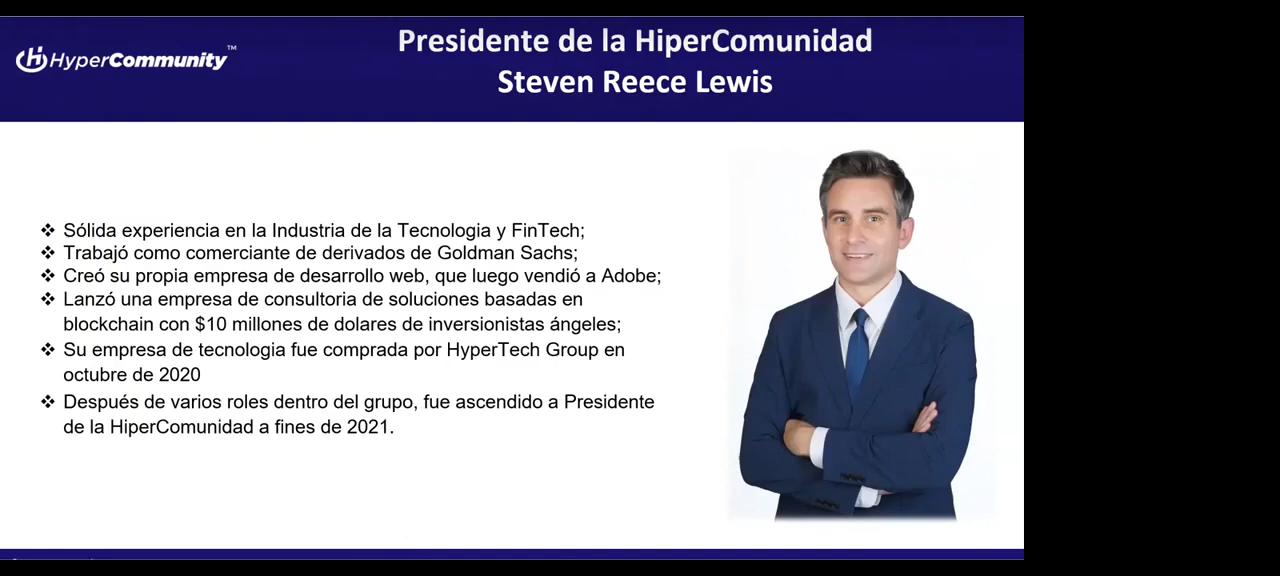 HyperCommunity™
Presidente de la HiperComunidad
Steven Reece Lewis
❖ Sólida experiencia en la Industria de la Tecnologia y FinTech;
❖ Trabajó como comerciante de derivados de Goldman Sachs;
❖ Creó su propia empresa de desarrollo web, que luego vendió a Adobe;
❖ Lanzó una empresa de consultoria de soluciones basadas en
blockchain con $10 millones de dolares de inversionistas ángeles;
❖ Su empresa de tecnologia fue comprada por HyperTech Group en
octubre de 2020
❖ Después de varios roles dentro del grupo, fue ascendido a Presidente
de la HiperComunidad a fines de 2021.